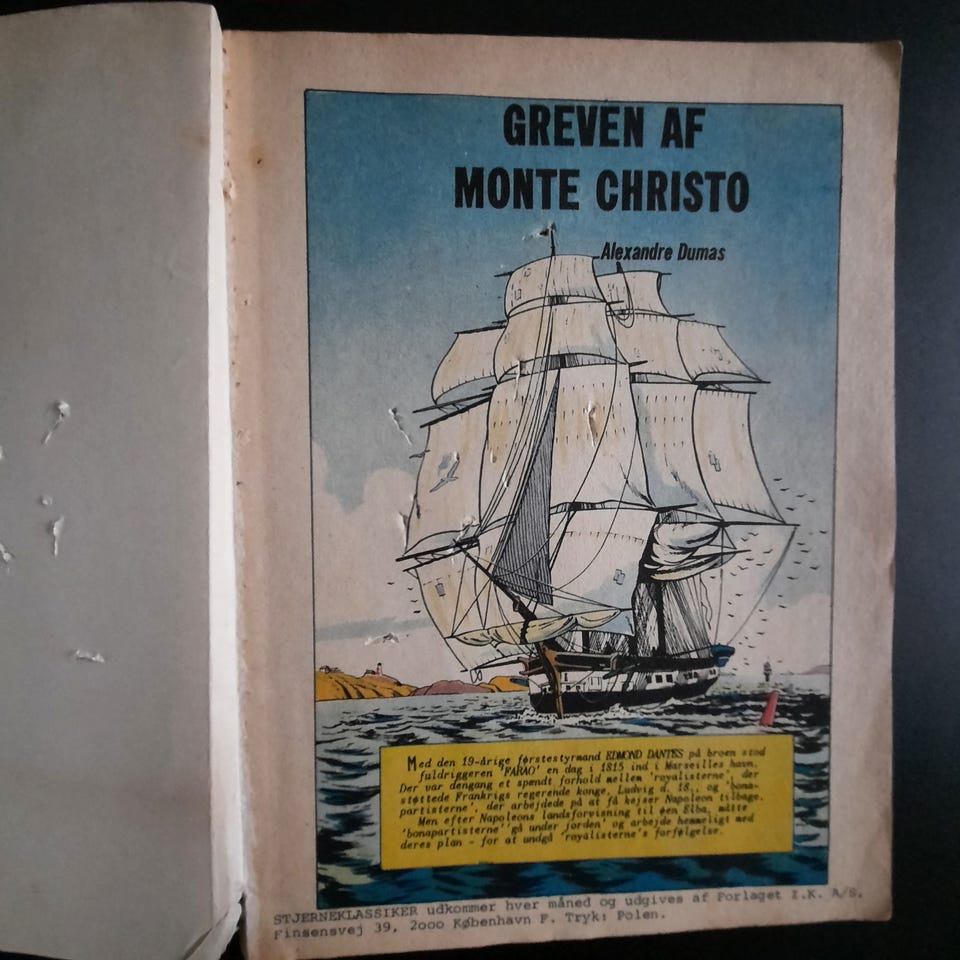 GREVEN AF
MONTE CHRISTO
Alexandre Dumas
Med den 19-årige førstestyrmand EDMOND DANTES på broen stod
fuldriggeren 'FARAO' en dag i 1815 ind i Marseilles havn.
Der var dengang et spændt forhold mellem 'royalisterne', der
støttede Frankrigs regerende konge, Ludvig d. 18., og 'bona-
partisterne', der arbejdede på at få kejser Napoleon tilbage.
Men efter Napoleons landsforvisning til øen Elba, måtte
'bonapartisterne' gå under jorden' og arbejde hemmeligt med
deres plan - for at undgå 'royalisterne's forfølgelse.
STJERNEKLASSIKER udkommer hver måned og udgives af Forlaget I.K. A/S.
Finsensvej 39, 2ooo København F. Tryk: Polen.